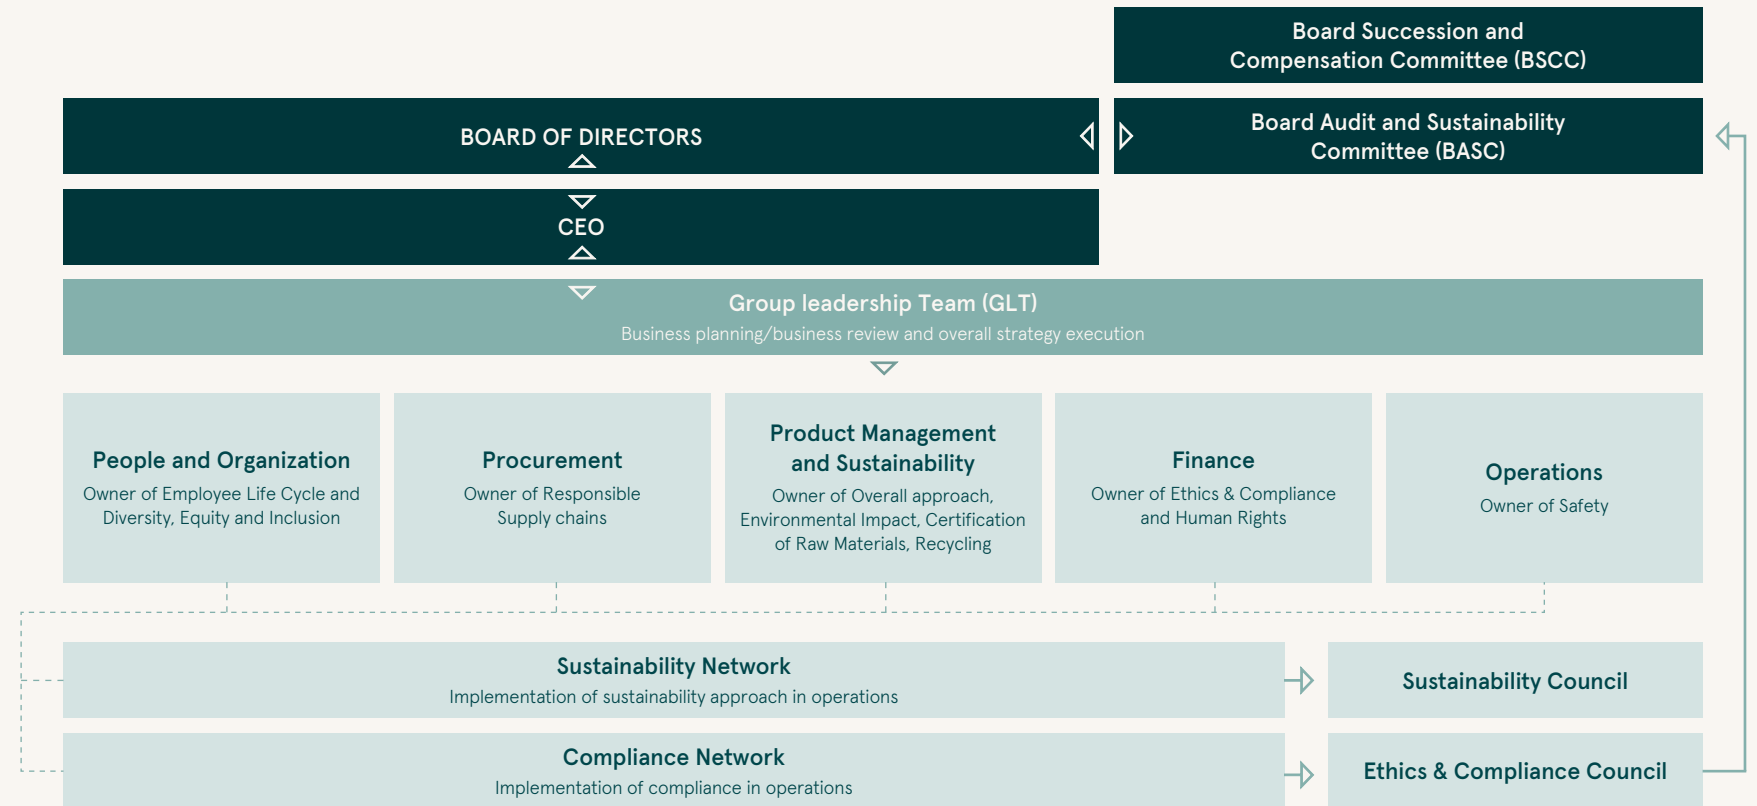 Board Succession and
Compensation Committee (BSCC)
BOARD OF DIRECTORS
Board Audit and Sustainability
Committee (BASC)
CEO
Group leadership Team (GLT)
Business planning/business review and overall strategy execution
People and Organization
Owner of Employee Life Cycle and
Diversity, Equity and Inclusion
Procurement
Owner of Responsible
Supply chains
Product Management
and Sustainability
Owner of Overall approach,
Environmental Impact, Certification
of Raw Materials, Recycling
Finance
Owner of Ethics & Compliance
and Human Rights
Operations
Owner of Safety
Sustainability Network
Implementation of sustainability approach in operations
Sustainability Council
Compliance Network
Implementation of compliance in operations
Ethics & Compliance Council